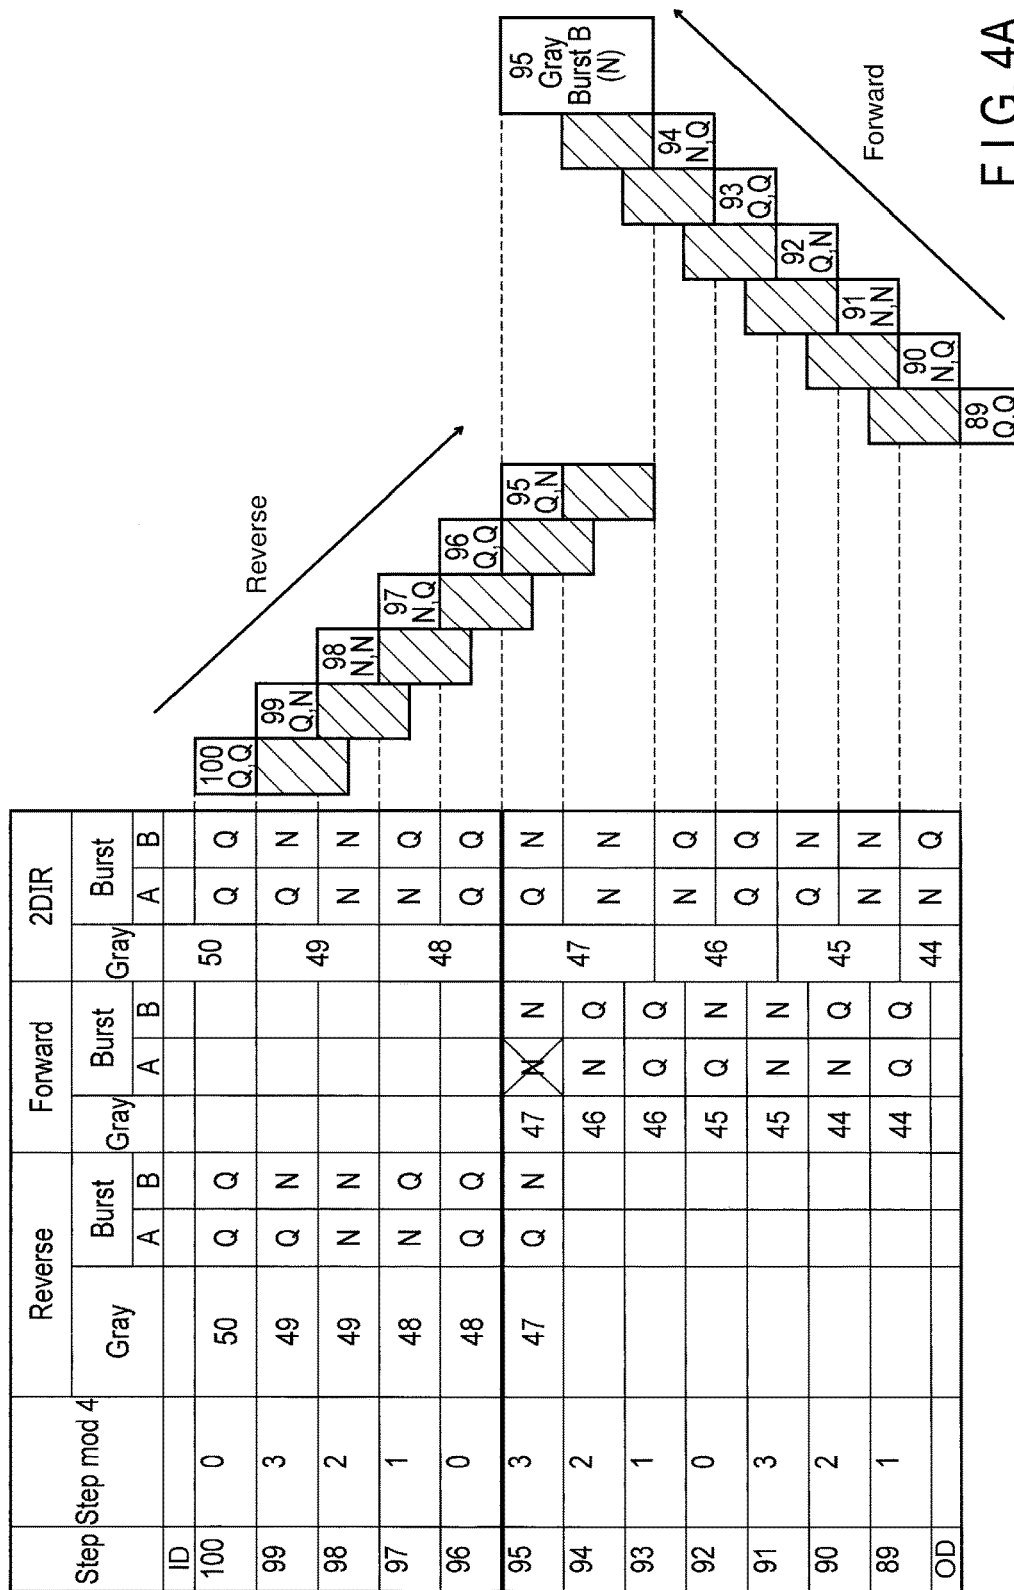 Reverse Forward 2DIR
Step Step mod 4 Gray Burst Gray Burst Gray Burst
A B A B A B
ID
100 0 50 Q Q 50 Q Q
99 3 49 Q N 49 Q N
98 2 49 N N N N
97 1 48 N Q 48 N Q
96 0 48 Q Q Q Q
95 3 47 Q N 47 N N 47 Q N
94 2 46 N Q N N
93 1 46 Q Q
92 0 45 Q N 46 N Q
91 3 45 N N Q Q
90 2 44 N Q 45 Q N
89 1 44 Q Q N N
OD 44 N Q
Reverse
100
Q,Q
99
Q,N
98
N,N
97
N,Q
96
Q,Q
95
Q,N
95
Gray
Burst B
(N)
94
N,Q
93
Q,Q
92
Q,N
91
N,N
90
N,Q
89
Q,Q
Forward
FIG. 4A